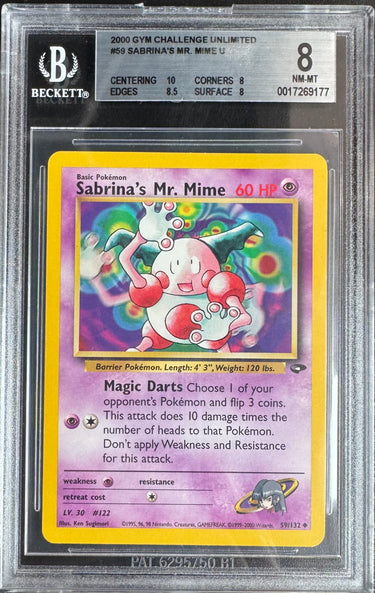 2000 GYM CHALLENGE UNLIMITED
#59 SABRINA'S MR. MIME U
B
BECKETT®
CENTERING 10 CORNERS 8
EDGES 8.5 SURFACE 8
8
NM-MT
0017269177
Basic Pokémon
Sabrina's Mr. Mime 60 HP
Barrier Pokémon. Length: 4' 3", Weight: 120 lbs.
Magic Darts Choose 1 of your
opponent's Pokémon and flip 3 coins.
This attack does 10 damage times the
number of heads to that Pokémon.
Don't apply Weakness and Resistance
for this attack.
weakness resistance
retreat cost
LV. 30 #122
Illus. Ken Sugimori ©1995, 96, 98 Nintendo, Creatures, GAMEFREAK. ©1999-2000 Wizards. 59/132